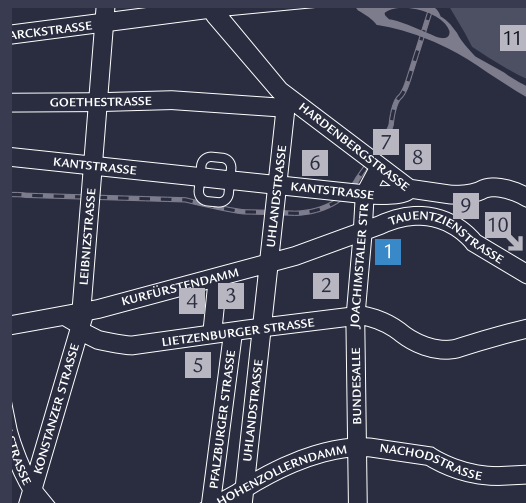 ARCKSTRASSE
11
GOETHESTRASSE
HARDENBERGSTRASSE
7
8
6
KANTSTRASSE
KANTSTRASSE
UHLANDSTRASSE
LEIBNIZSTRASSE
9
10
TAUENTZIENSTRASSE
JOACHIMSTALER STR
1
KURFÜRSTENDAMM
2
3
4
LIETZENBURGER STRASSE
5
KONSTANZER STRASSE
STRASSE
PFALZBURGER STRASSE
UHLANDSTRASSE
BUNDESALLE
HOHENZOLLERNDAMM
NACHODSTRASSE